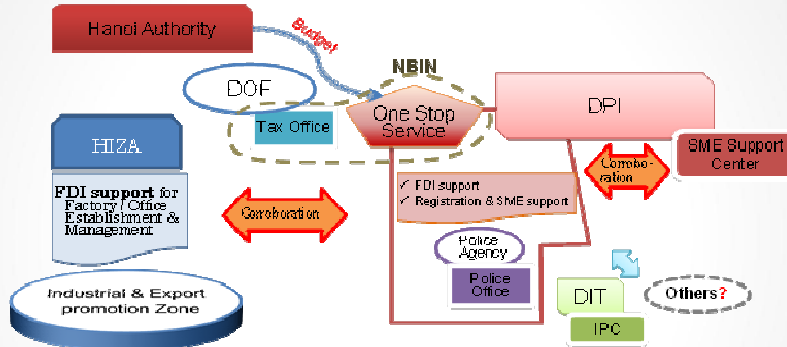 Hanoi Authority
Budget
NBIN
DOF
Tax Office
One Stop
Service
DPI
HIZA
SME Support
Center
Corrobo-
ration
FDI support for
Factory / Office
Establishment &
Management
✓ FDI support
✓ Registration & SME support
Corroboration
Police
Agency
Police
Office
Industrial & Export
promotion Zone
DIT
IPC
Others?